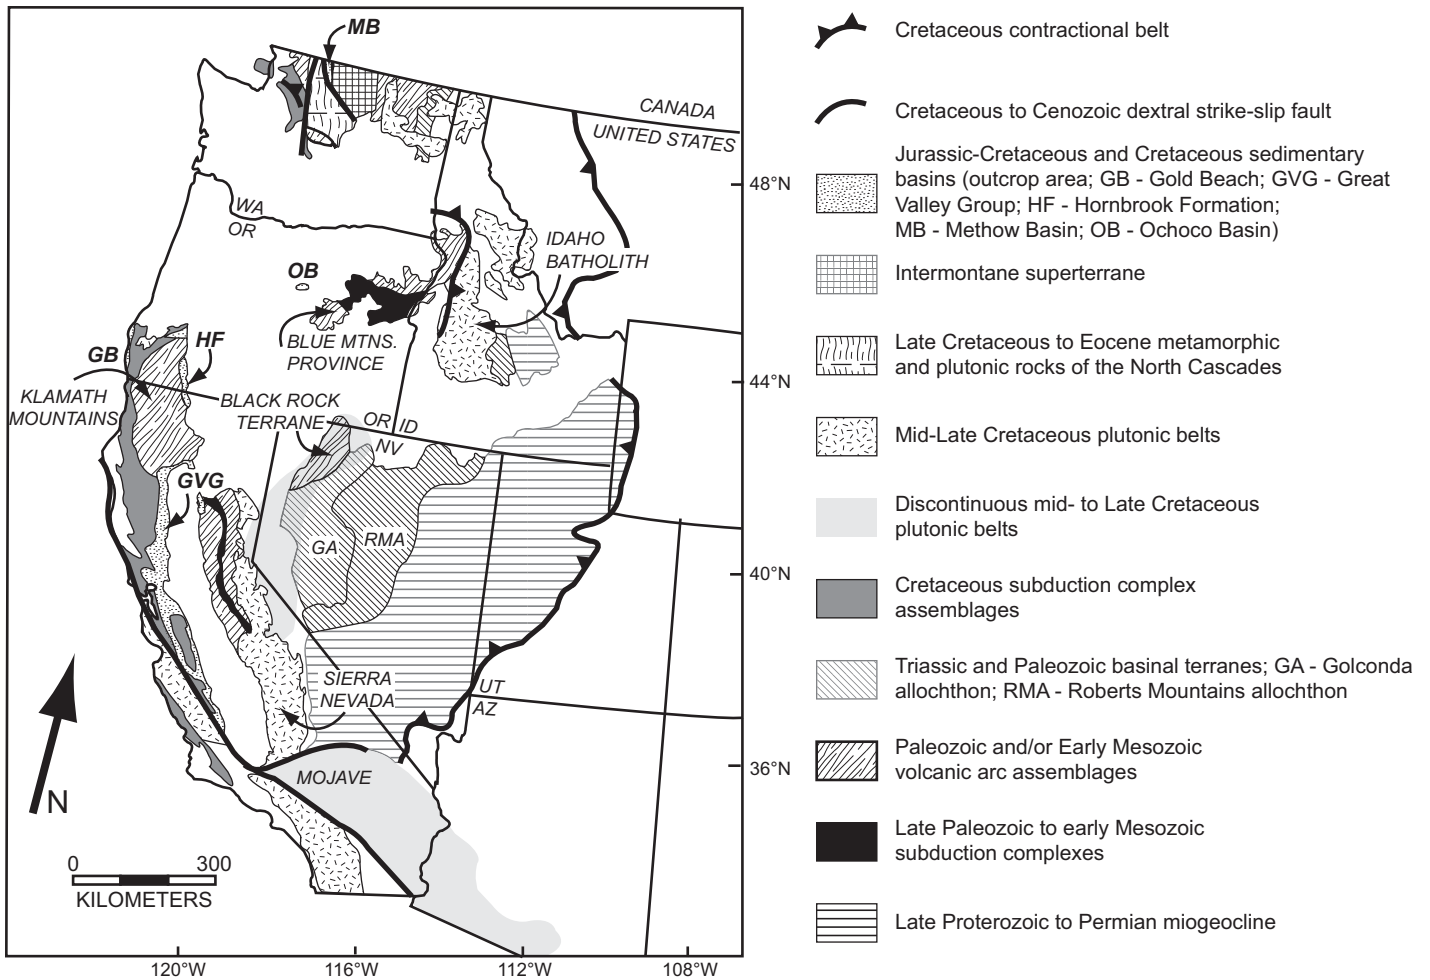 MB
CANADA
UNITED STATES
48°N
WA
OR
OB
IDAHO
BATHOLITH
HF
GB
BLUE MTNS.
PROVINCE
44°N
KLAMATH
MOUNTAINS
BLACK ROCK
TERRANE
OR
ID
NV
GVG
GA
RMA
40°N
SIERRA
NEVADA
UT
AZ
36°N
MOJAVE
N
0 300
KILOMETERS
120°W 116°W 112°W 108°W
Cretaceous contractional belt
Cretaceous to Cenozoic dextral strike-slip fault
Jurassic-Cretaceous and Cretaceous sedimentary
basins (outcrop area; GB - Gold Beach; GVG - Great
Valley Group; HF - Hornbrook Formation;
MB - Methow Basin; OB - Ochoco Basin)
Intermontane superterrane
Late Cretaceous to Eocene metamorphic
and plutonic rocks of the North Cascades
Mid-Late Cretaceous plutonic belts
Discontinuous mid- to Late Cretaceous
plutonic belts
Cretaceous subduction complex
assemblages
Triassic and Paleozoic basinal terranes; GA - Golconda
allochthon; RMA - Roberts Mountains allochthon
Paleozoic and/or Early Mesozoic
volcanic arc assemblages
Late Paleozoic to early Mesozoic
subduction complexes
Late Proterozoic to Permian miogeocline